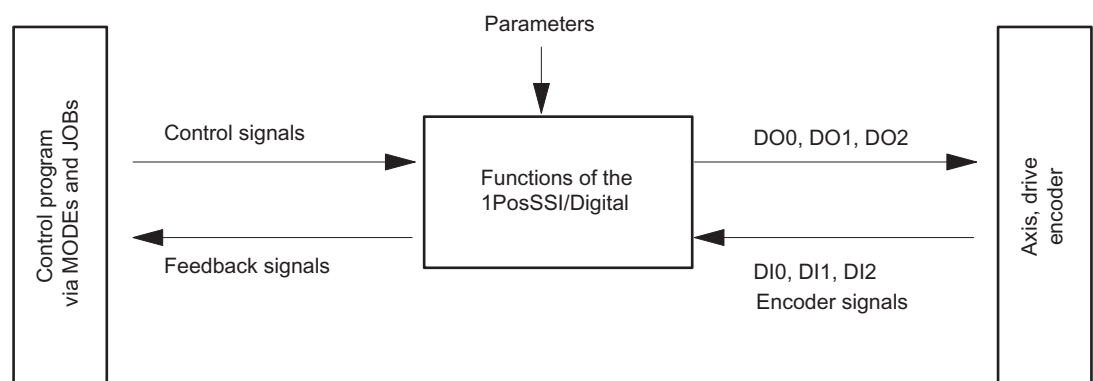 Parameters
Control program
via MODEs and JOBs
Control signals
Feedback signals
Functions of the
1PosSSI/Digital
DO0, DO1, DO2
DI0, DI1, DI2
Encoder signals
Axis, drive
encoder